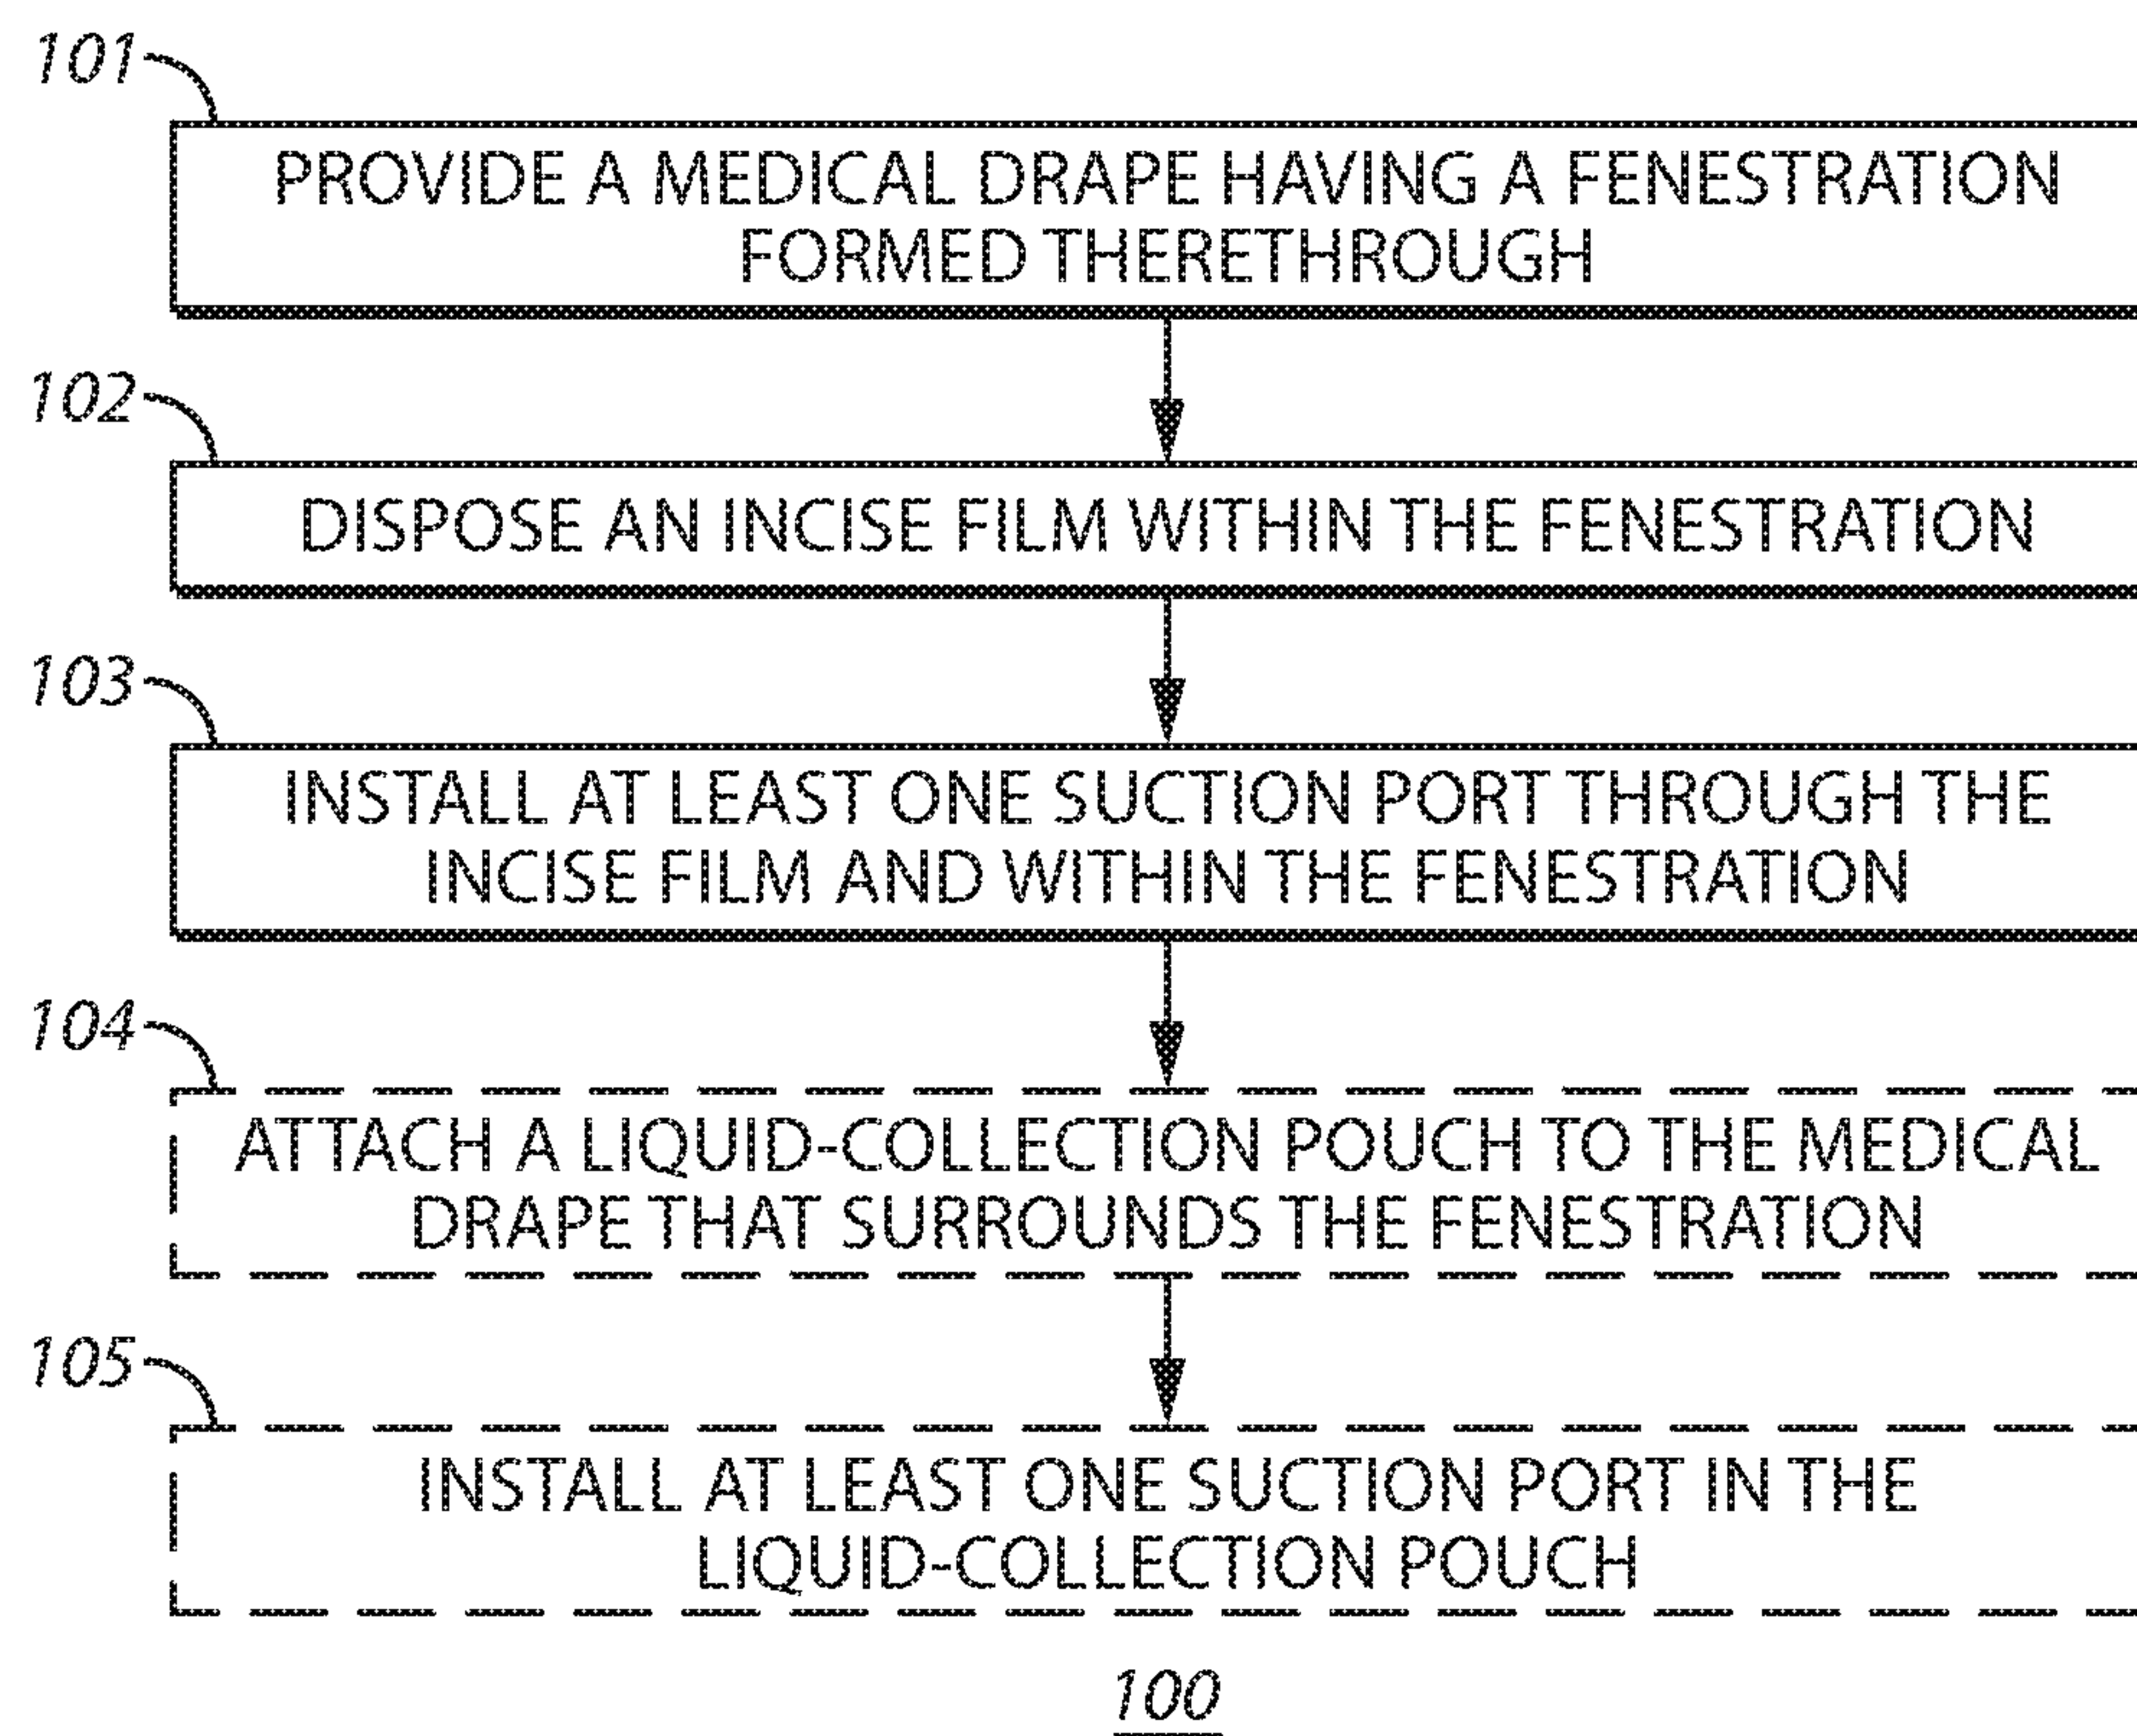 101
PROVIDE A MEDICAL DRAPE HAVING A FENESTRATION
FORMED THERETHROUGH
102
DISPOSE AN INCISE FILM WITHIN THE FENESTRATION
103
INSTALL AT LEAST ONE SUCTION PORT THROUGH THE
INCISE FILM AND WITHIN THE FENESTRATION
104
ATTACH A LIQUID-COLLECTION POUCH TO THE MEDICAL
DRAPE THAT SURROUNDS THE FENESTRATION
105
INSTALL AT LEAST ONE SUCTION PORT IN THE
LIQUID-COLLECTION POUCH
100